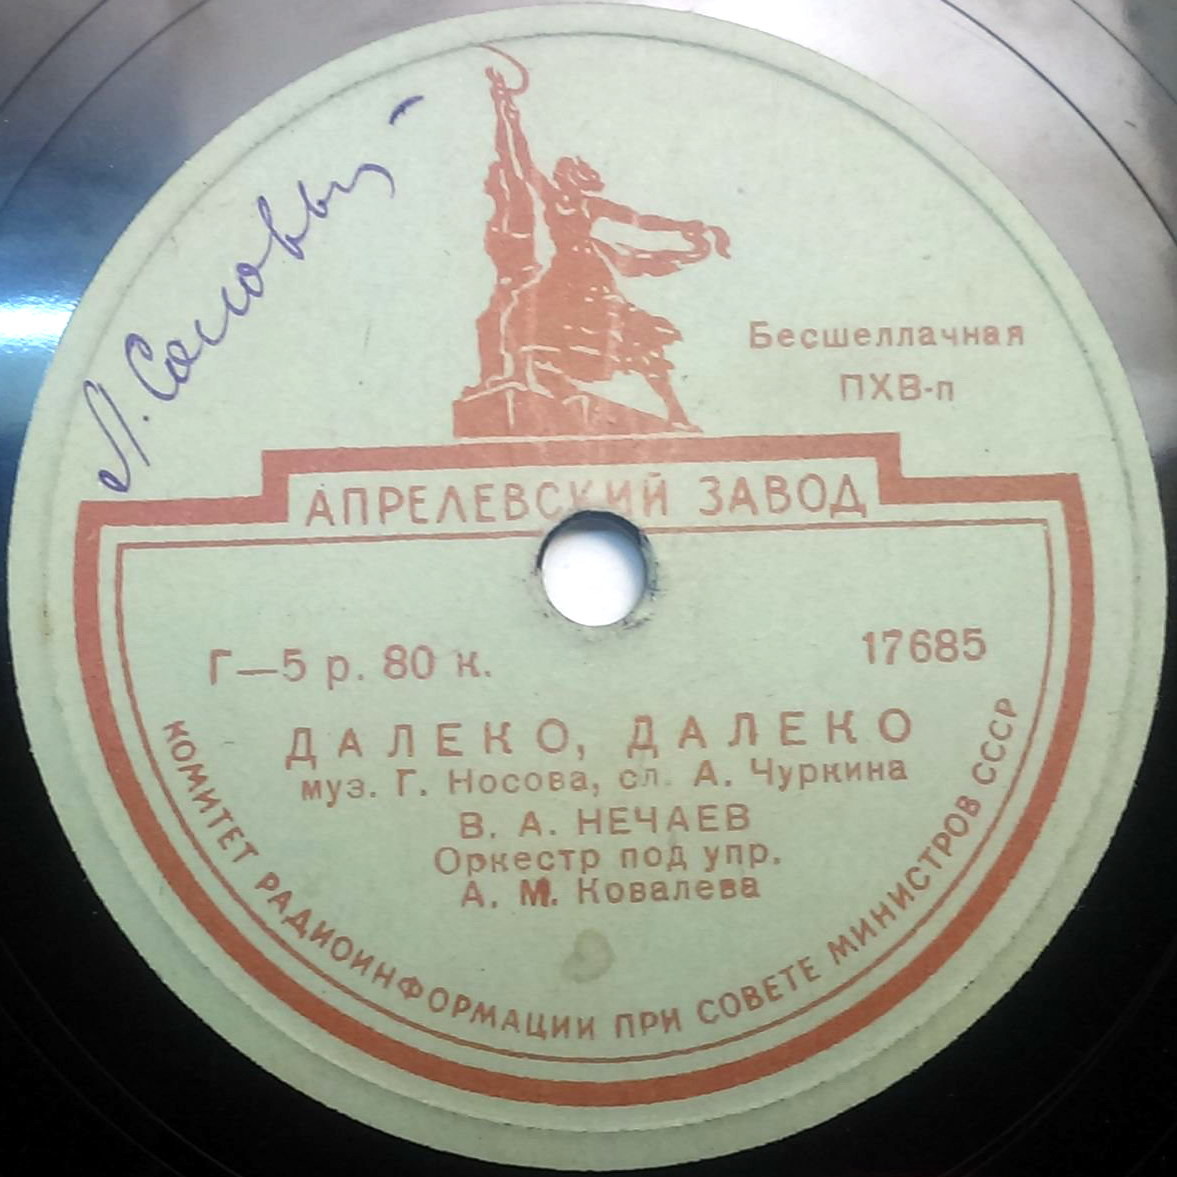 Бесшеллачная
ПХВ-п
АПРЕЛЕВСКИЙ ЗАВОД
Г—5 р. 80 к.
17685
ДАЛЕКО, ДАЛЕКО
муз. Г. Носова, сл. А. Чуркина
В. А. НЕЧАЕВ
Оркестр под упр.
А. М. Ковалева
КОМИТЕТ РАДИОИНФОРМАЦИИ ПРИ СОВЕТЕ МИНИСТРОВ СССР